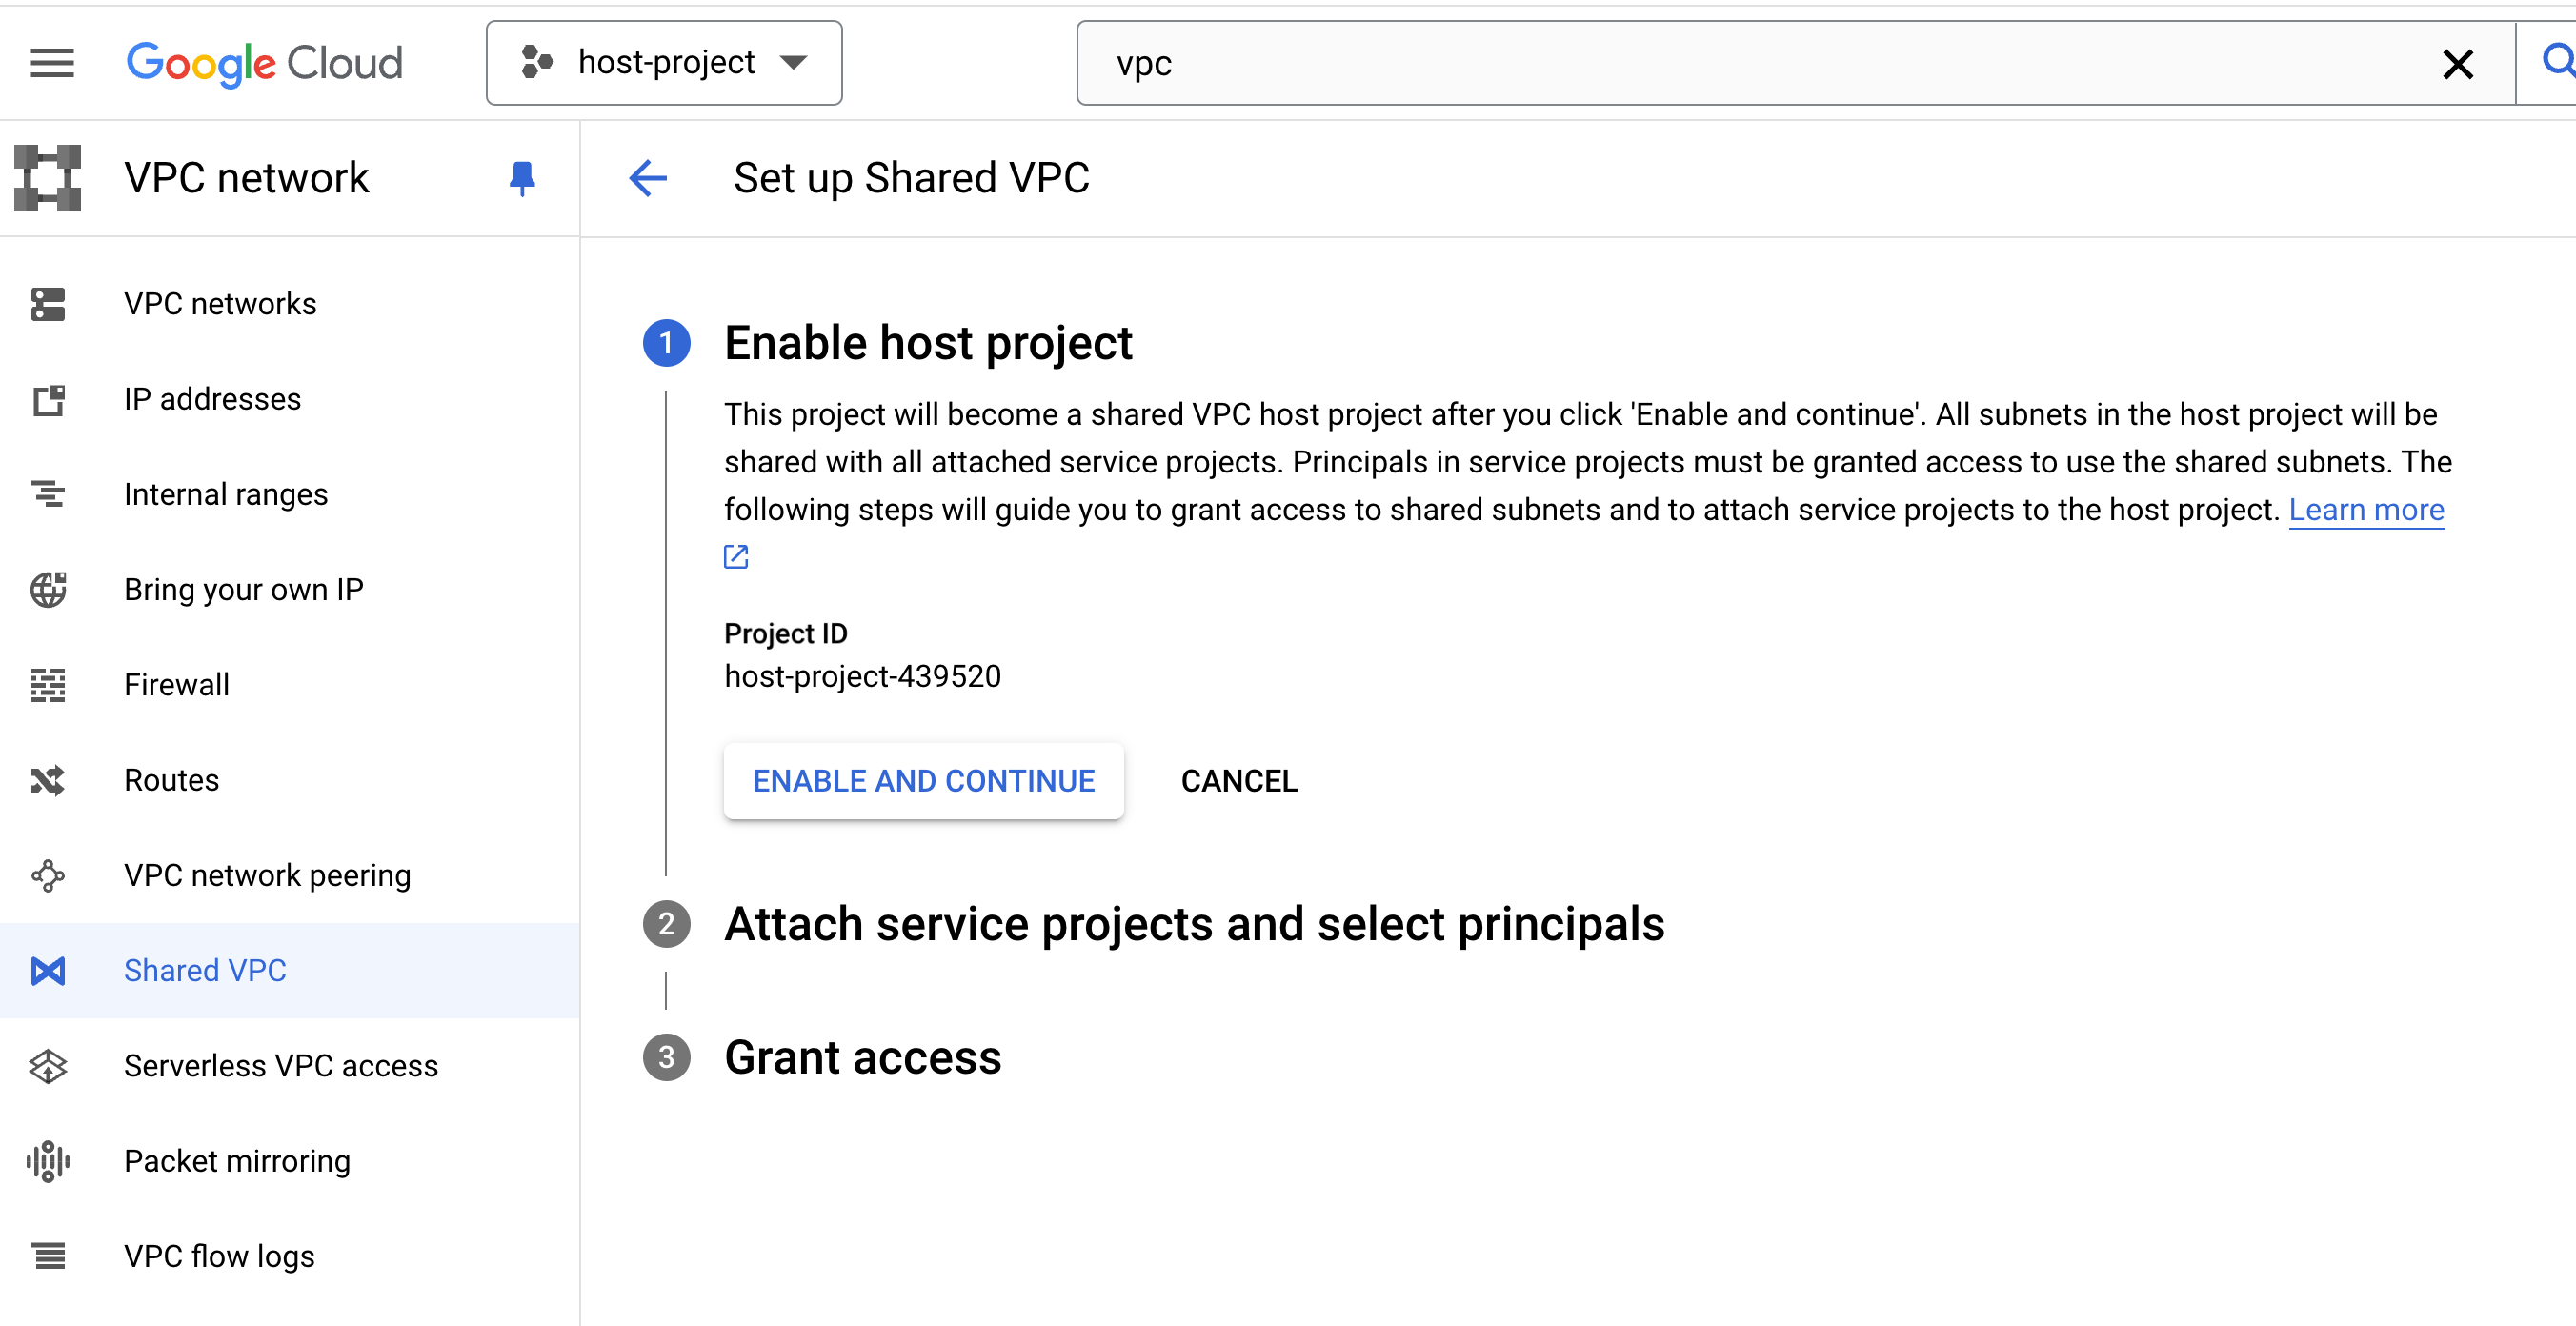 Google Cloud
host-project
vpc
VPC network
Set up Shared VPC
VPC networks
IP addresses
Internal ranges
Bring your own IP
Firewall
Routes
VPC network peering
Shared VPC
Serverless VPC access
Packet mirroring
VPC flow logs
1 Enable host project
This project will become a shared VPC host project after you click 'Enable and continue'. All subnets in the host project will be
shared with all attached service projects. Principals in service projects must be granted access to use the shared subnets. The
following steps will guide you to grant access to shared subnets and to attach service projects to the host project. Learn more
Project ID
host-project-439520
ENABLE AND CONTINUE
CANCEL
2 Attach service projects and select principals
3 Grant access